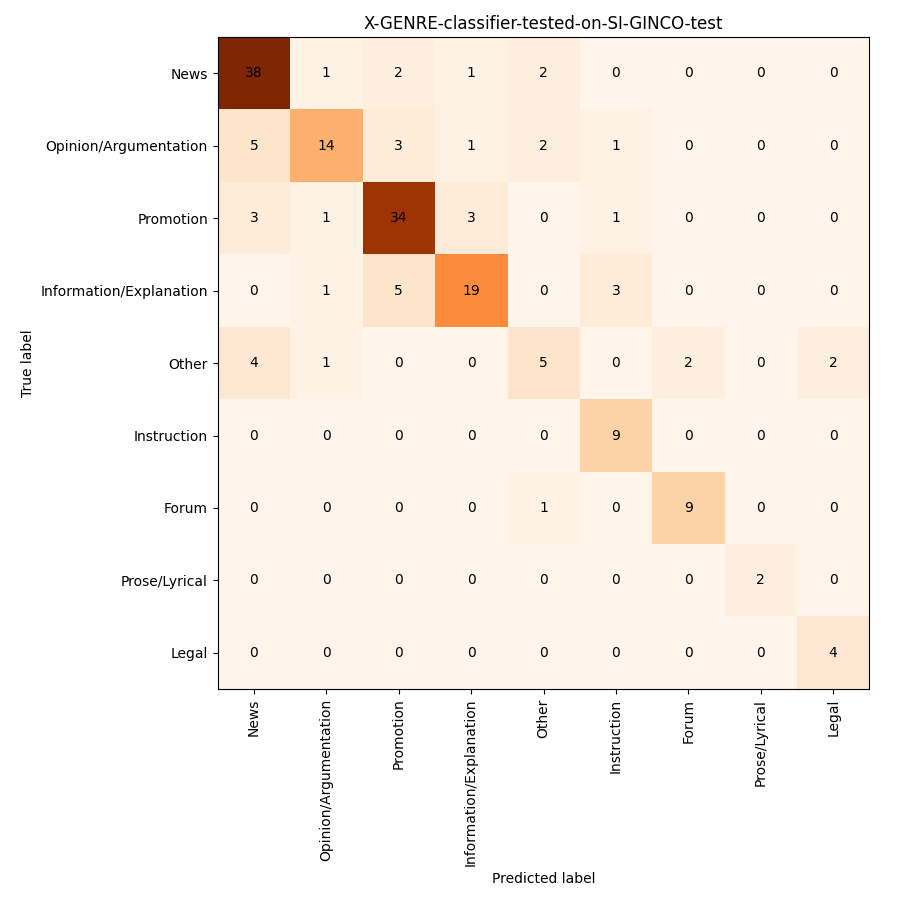 X-GENRE-classifier-tested-on-SI-GINCO-test
News 38 1 2 1 2 0 0 0 0
Opinion/Argumentation 5 14 3 1 2 1 0 0 0
Promotion 3 1 34 3 0 1 0 0 0
Information/Explanation 0 1 5 19 0 3 0 0 0
Other 4 1 0 0 5 0 2 0 2
Instruction 0 0 0 0 0 9 0 0 0
Forum 0 0 0 0 1 0 9 0 0
Prose/Lyrical 0 0 0 0 0 0 0 2 0
Legal 0 0 0 0 0 0 0 0 4
True label
News
Opinion/Argumentation
Promotion
Information/Explanation
Other
Instruction
Forum
Prose/Lyrical
Legal
Predicted label